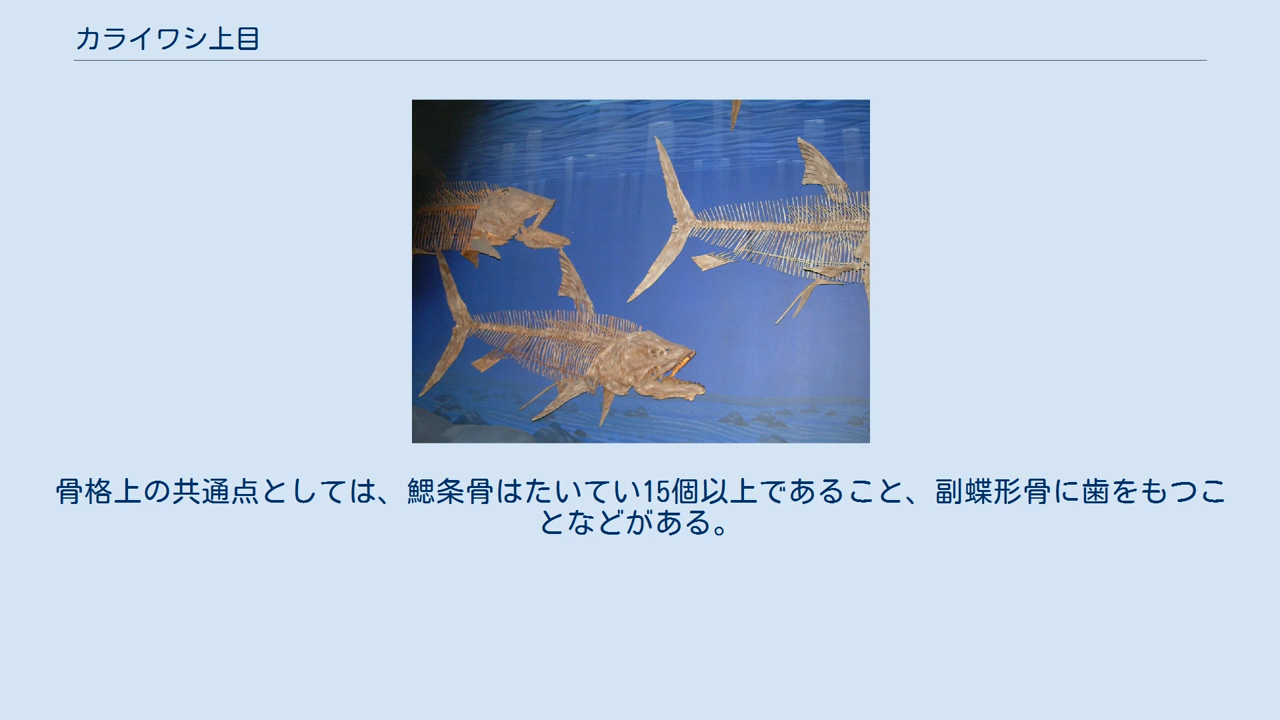 カライワシ上目
骨格上の共通点としては、鰓条骨はたいてい15個以上であること、副蝶形骨に歯をもつこ
となどがある。